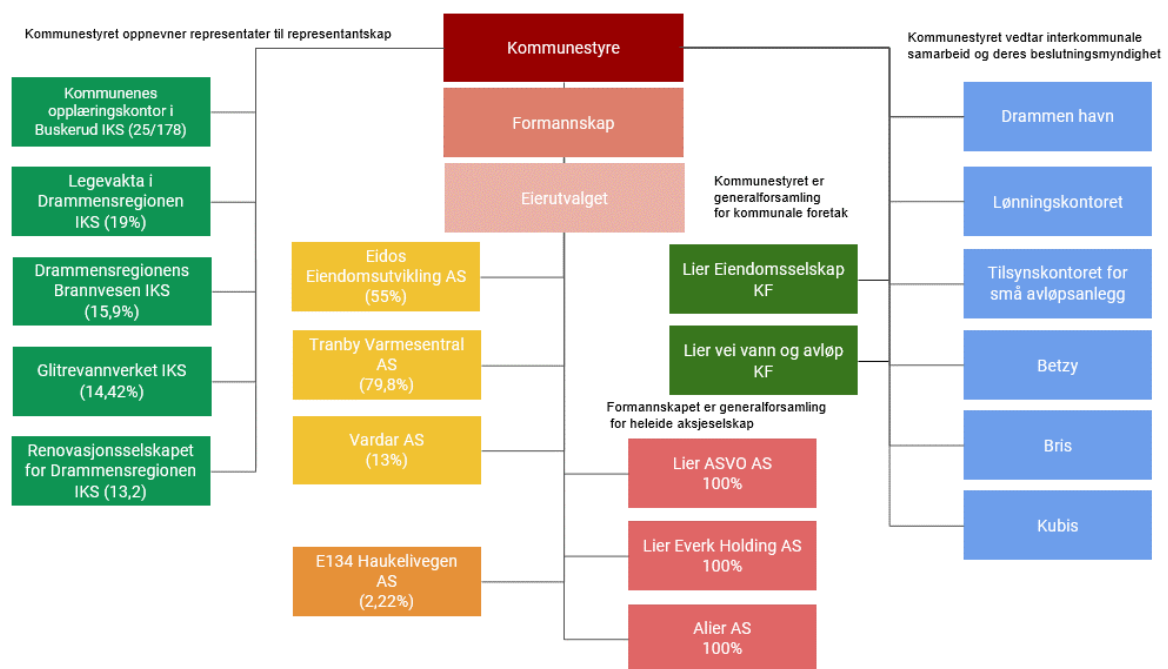 Kommunestyret oppnevner representater til representantskap
Kommunestyre
Kommunestyret vedtar interkommunale
samarbeid og deres beslutningsmyndighet
Kommunenes
opplæringskontor i
Buskerud IKS (25/178)
Formannskap
Drammen havn
Legevakta i
Drammensregionen
IKS (19%)
Eierutvalget
Kommunestyret er
generalforsamling
for kommunale foretak
Lønningskontoret
Drammensregionens
Brannvesen IKS
(15,9%)
Eidos
Eiendomsutvikling AS
(55%)
Lier Eiendomsselskap
KF
Tilsynskontoret for
små avløpsanlegg
Glitrevannverket IKS
(14,42%)
Tranby Varmesentral
AS
(79,8%)
Lier vei vann og avløp
KF
Betzy
Formannskapet er generalforsamling
for heleide aksjeselskap
Renovasjonsselskapet
for Drammensregionen
IKS (13,2)
Vardar AS
(13%)
Lier ASVO AS
100%
Bris
Kubis
E134 Haukelivegen
AS
(2,22%)
Lier Everk Holding AS
100%
Alier AS
100%